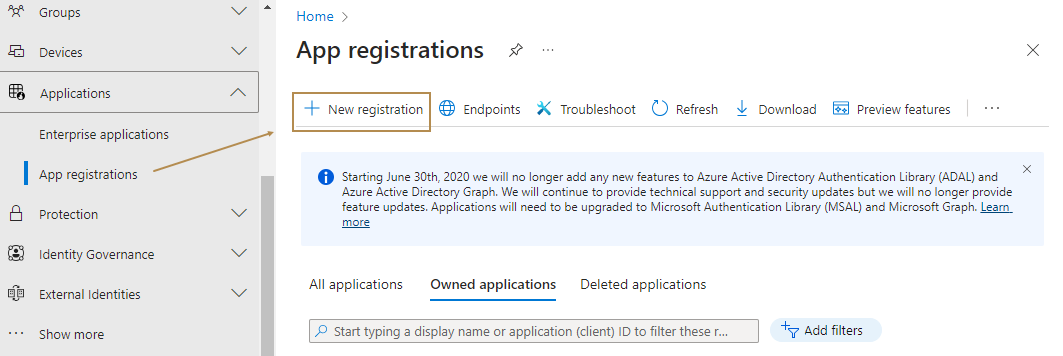 Groups
Devices
Applications
Enterprise applications
App registrations
Protection
Identity Governance
External Identities
Show more
Home
App registrations
New registration Endpoints Troubleshoot Refresh Download Preview features
Starting June 30th, 2020 we will no longer add any new features to Azure Active Directory Authentication Library (ADAL) and
Azure Active Directory Graph. We will continue to provide technical support and security updates but we will no longer provide
feature updates. Applications will need to be upgraded to Microsoft Authentication Library (MSAL) and Microsoft Graph. Learn
more
All applications Owned applications Deleted applications
Start typing a display name or application (client) ID to filter these r... Add filters